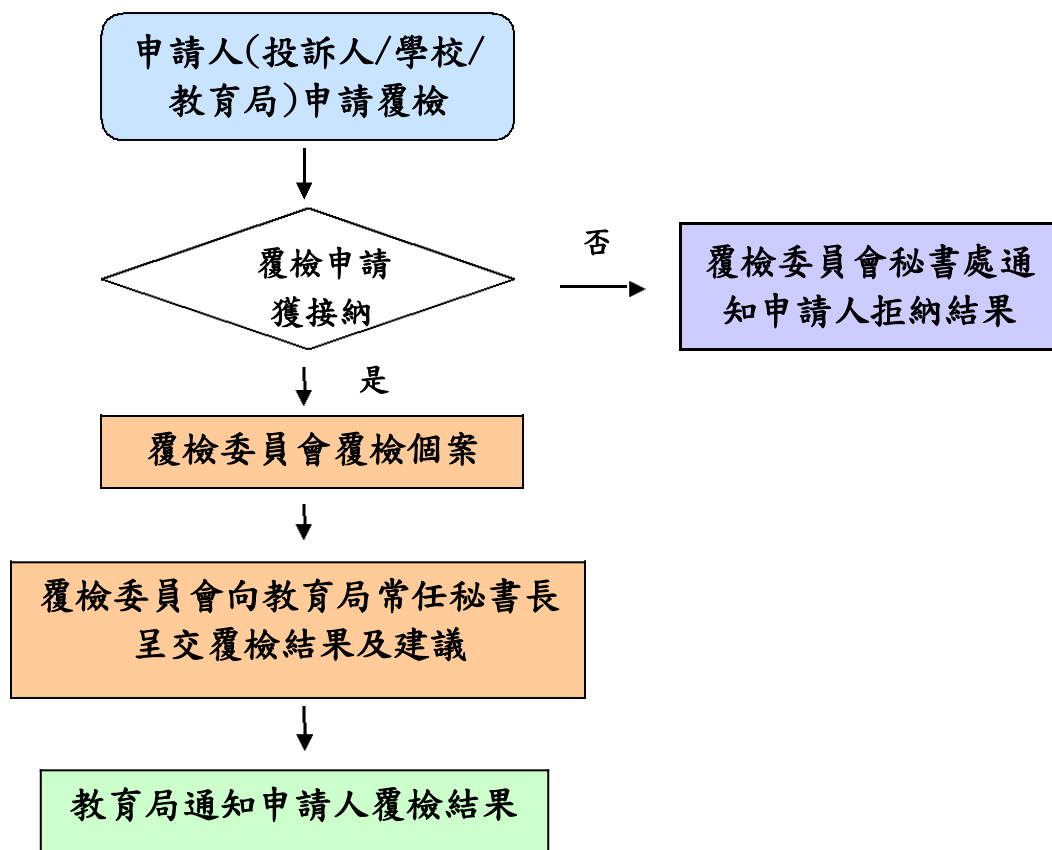 申請人(投訴人/學校/
教育局)申請覆檢
覆檢申請
獲接納
否
覆檢委員會秘書處通
知申請人拒納結果
是
覆檢委員會覆檢個案
覆檢委員會向教育局常任秘書長
呈交覆檢結果及建議
教育局通知申請人覆檢結果